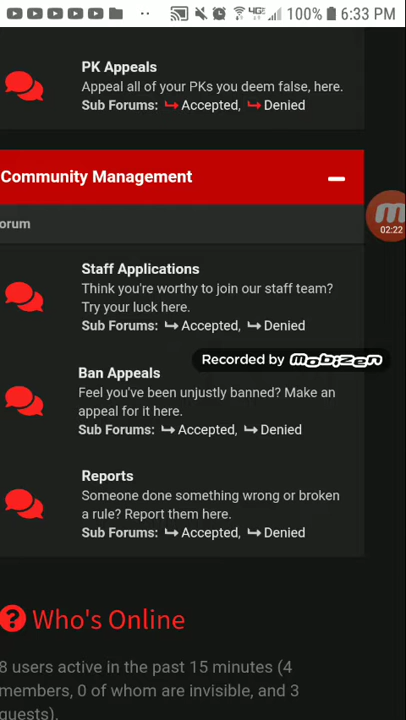 100% 6:33 PM
PK Appeals
Appeal all of your PKs you deem false, here.
Sub Forums: Accepted, Denied
Community Management
orum
02:22
Staff Applications
Think you're worthy to join our staff team?
Try your luck here.
Sub Forums: Accepted, Denied
Recorded by mobizen
Ban Appeals
Feel you've been unjustly banned? Make an
appeal for it here.
Sub Forums: Accepted, Denied
Reports
Someone done something wrong or broken
a rule? Report them here.
Sub Forums: Accepted, Denied
Who's Online
8 users active in the past 15 minutes (4
members, 0 of whom are invisible, and 3
guests).